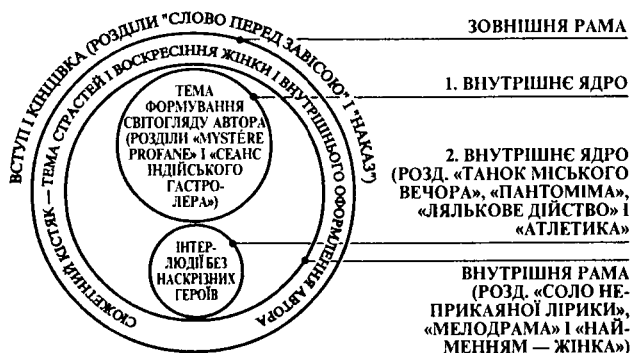 ВСТУП І КІНЦІВКА (РОЗДІЛИ "СЛОВО ПЕРЕД ЗАВІСОЮ" І "НАКАЗ")
СЮЖЕТНИЙ КІСТЯК — ТЕМА СТРАСТЕЙ І ВОСКРЕСІННЯ ЖІНКИ І ВНУТРІШНЬОГО ОФОРМЛЕННЯ АВТОРА
ТЕМА
ФОРМУВАННЯ
СВІТОГЛЯДУ АВТОРА
(РОЗДІЛИ «MYSTÉRE
PROFANE» І «СЕАНС
ІНДІЙСЬКОГО
ГАСТРО-
ЛЕРА»)
ІНТЕР-
ЛЮДІЇ БЕЗ
НАСКРІЗНИХ
ГЕРОЇВ
ЗОВНІШНЯ РАМА
1. ВНУТРІШНЄ ЯДРО
2. ВНУТРІШНЄ ЯДРО
(РОЗД. «ТАНОК МІСЬКОГО
ВЕЧОРА», «ПАНТОМІМА»,
«ЛЯЛЬКОВЕ ДІЙСТВО» І
«АТЛЕТИКА»
ВНУТРІШНЯ РАМА
(РОЗД. «СОЛО НЕ-
ПРИКАЯНОЇ ЛІРИКИ»,
«МЕЛОДРАМА» І «НАЙ-
МЕННЯМ — ЖІНКА»)